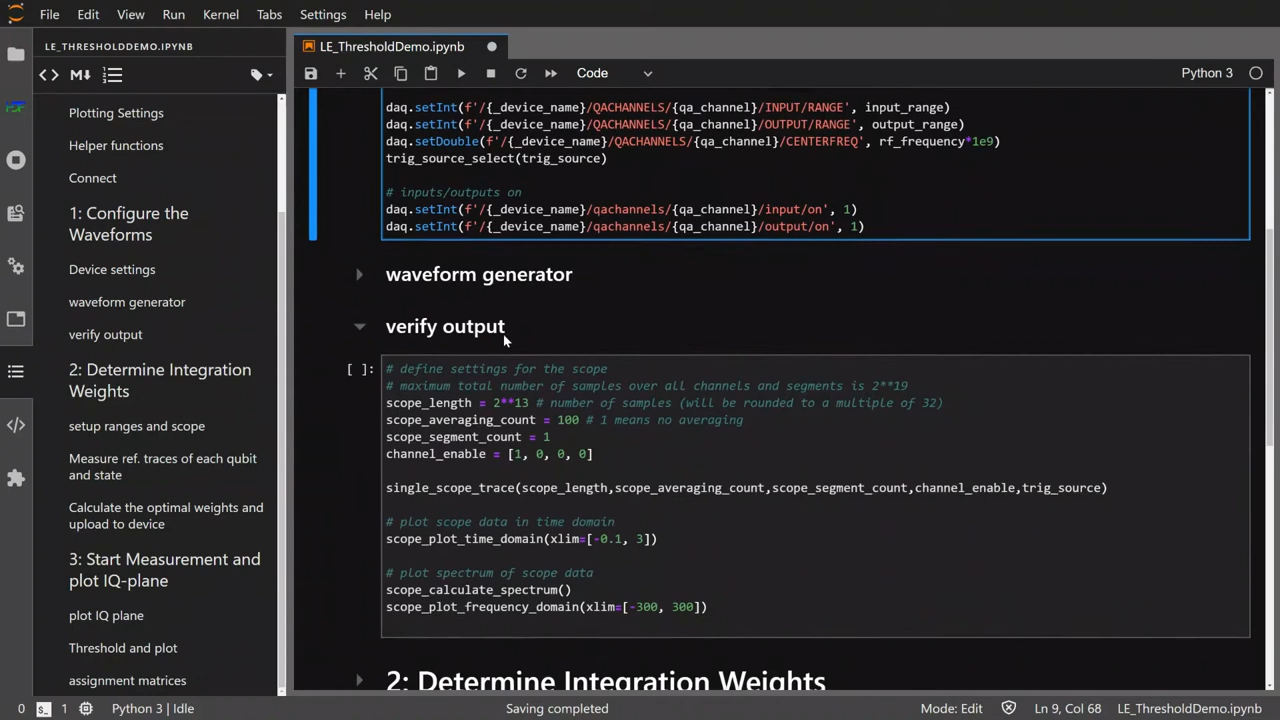 File Edit View Run Kernel Tabs Settings Help
LE_THRESHOLDDEMO.IPYNB
Plotting Settings
Helper functions
Connect
1: Configure the
Waveforms
Device settings
waveform generator
verify output
2: Determine Integration
Weights
setup ranges and scope
Measure ref. traces of each qubit
and state
Calculate the optimal weights and
upload to device
3: Start Measurement and
plot IQ-plane
plot IQ plane
Threshold and plot
assignment matrices
LE_ThresholdDemo.ipynb
Code
Python 3
daq.setInt(f'/{_device_name}/QACHANNELS/{qa_channel}/INPUT/RANGE', input_range)
daq.setInt(f'/{_device_name}/QACHANNELS/{qa_channel}/OUTPUT/RANGE', output_range)
daq.setDouble(f'/{_device_name}/QACHANNELS/{qa_channel}/CENTERFREQ', rf_frequency*1e9)
trig_source_select(trig_source)
# inputs/outputs on
daq.setInt(f'/{_device_name}/qachannels/{qa_channel}/input/on', 1)
daq.setInt(f'/{_device_name}/qachannels/{qa_channel}/output/on', 1)
waveform generator
verify output
[ ]:
# define settings for the scope
# maximum total number of samples over all channels and segments is 2**19
scope_length = 2**13 # number of samples (will be rounded to a multiple of 32)
scope_averaging_count = 100 # 1 means no averaging
scope_segment_count = 1
channel_enable = [1, 0, 0, 0]
single_scope_trace(scope_length,scope_averaging_count,scope_segment_count,channel_enable,trig_source)
# plot scope data in time domain
scope_plot_time_domain(xlim=[-0.1, 3])
# plot spectrum of scope data
scope_calculate_spectrum()
scope_plot_frequency_domain(xlim=[-300, 300])
2: Determine Integration Weights
0 $_ 1 Python 3 | Idle Saving completed Mode: Edit Ln 9, Col 68 LE_ThresholdDemo.ipynb